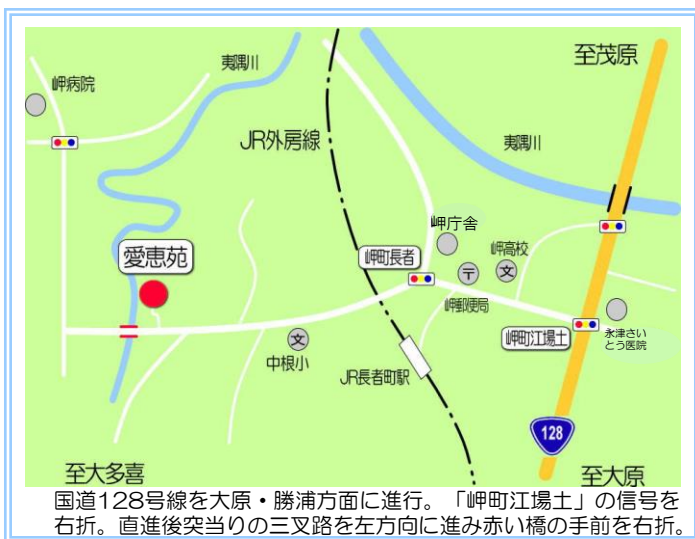 至茂原
夷隅川
岬病院
JR外房線
夷隅川
岬庁舎
愛恵苑
岬町長者
岬高校
〒
文
岬郵便局
永津さい
とう医院
岬町江場土
文
中根小
JR長者町駅
128
至大多喜
至大原
国道128号線を大原・勝浦方面に進行。「岬町江場土」の信号を
右折。直進後突当りの三叉路を左方向に進み赤い橋の手前を右折。